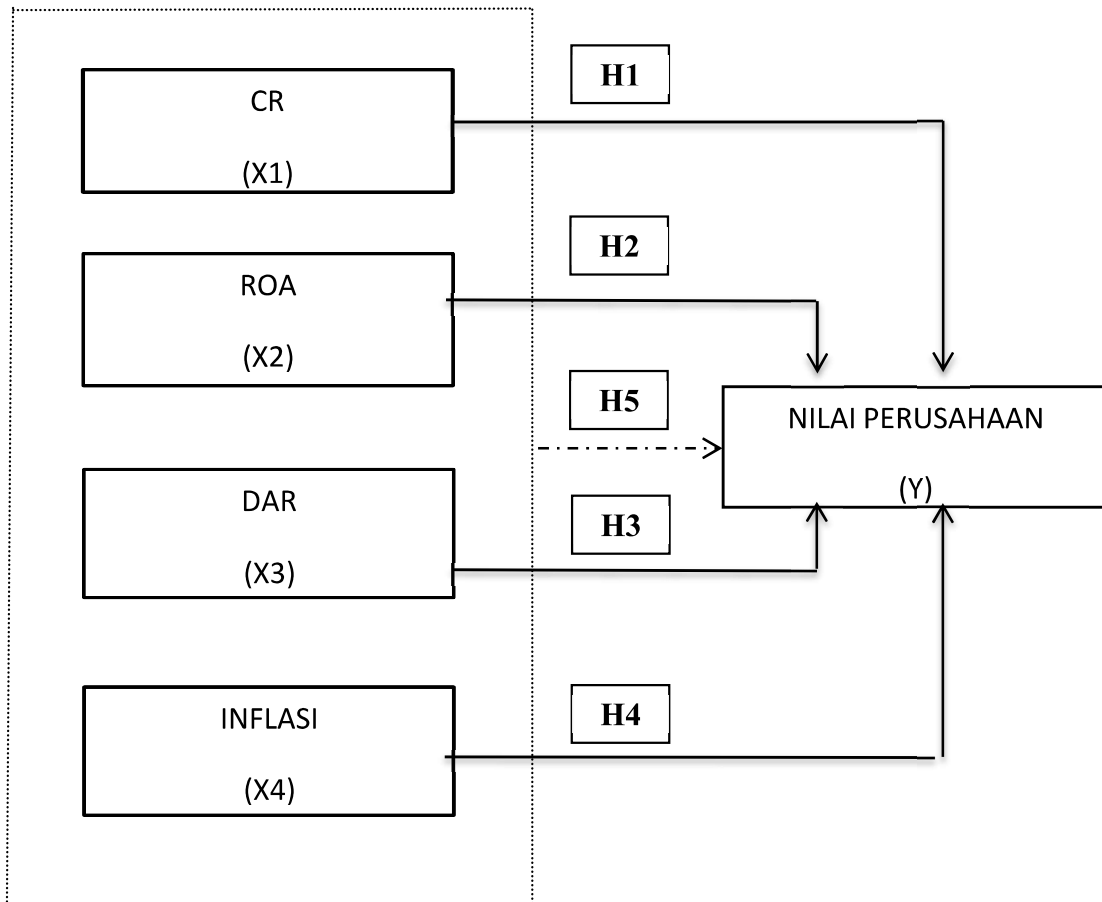 H1
CR
(X1)
H2
ROA
(X2)
H5
NILAI PERUSAHAAN
(Y)
DAR
(X3)
H3
INFLASI
(X4)
H4